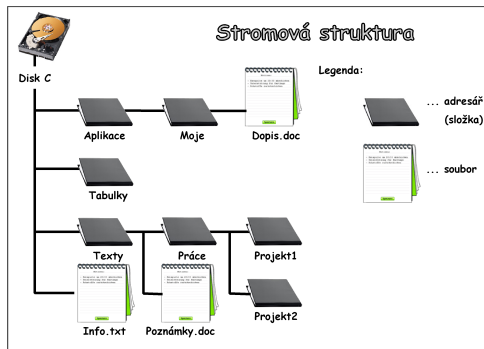 Stromová struktura
Disk C
Legenda:
Aplikace
Moje
Dopis.doc
... adresář
(složka)
Tabulky
... soubor
Texty
Práce
Projekt1
Info.txt
Poznámky.doc
Projekt2